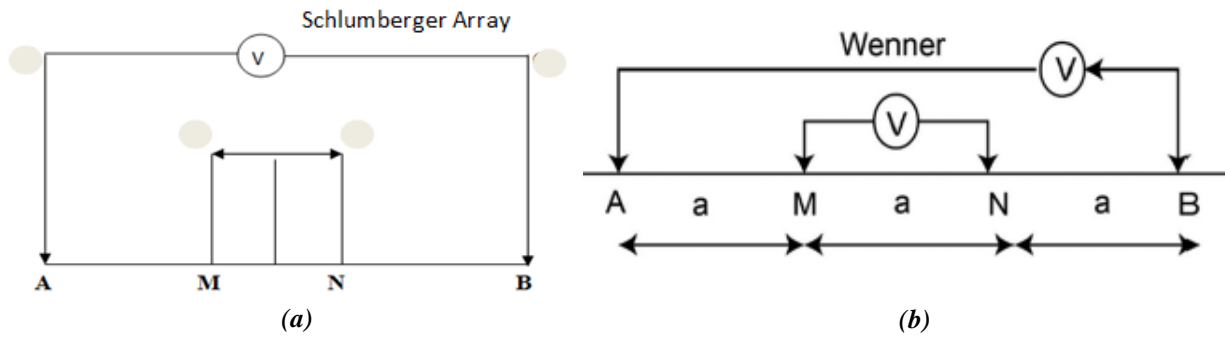 Schlumberger Array
V
A M N B
(a)
Wenner
V
V
A a M a N a B
(b)